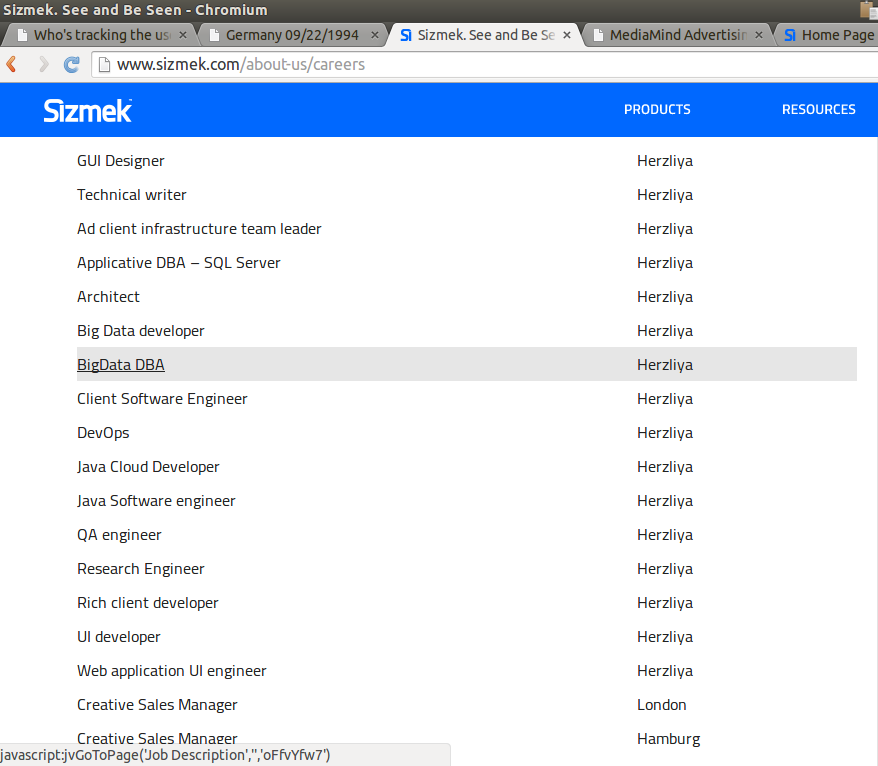 Sizmek. See and Be Seen - Chromium
Who's tracking the us × Germany 09/22/1994 × Sizmek. See and Be Se × MediaMind Advertisin × Home Page
www.sizmek.com/about-us/careers
Sizmek PRODUCTS RESOURCES
GUI Designer Herzliya
Technical writer Herzliya
Ad client infrastructure team leader Herzliya
Applicative DBA – SQL Server Herzliya
Architect Herzliya
Big Data developer Herzliya
BigData DBA Herzliya
Client Software Engineer Herzliya
DevOps Herzliya
Java Cloud Developer Herzliya
Java Software engineer Herzliya
QA engineer Herzliya
Research Engineer Herzliya
Rich client developer Herzliya
UI developer Herzliya
Web application UI engineer Herzliya
Creative Sales Manager London
Creative Sales Manager Hamburg
javascript:jvGoToPage('Job Description','','oFfvYfw7')